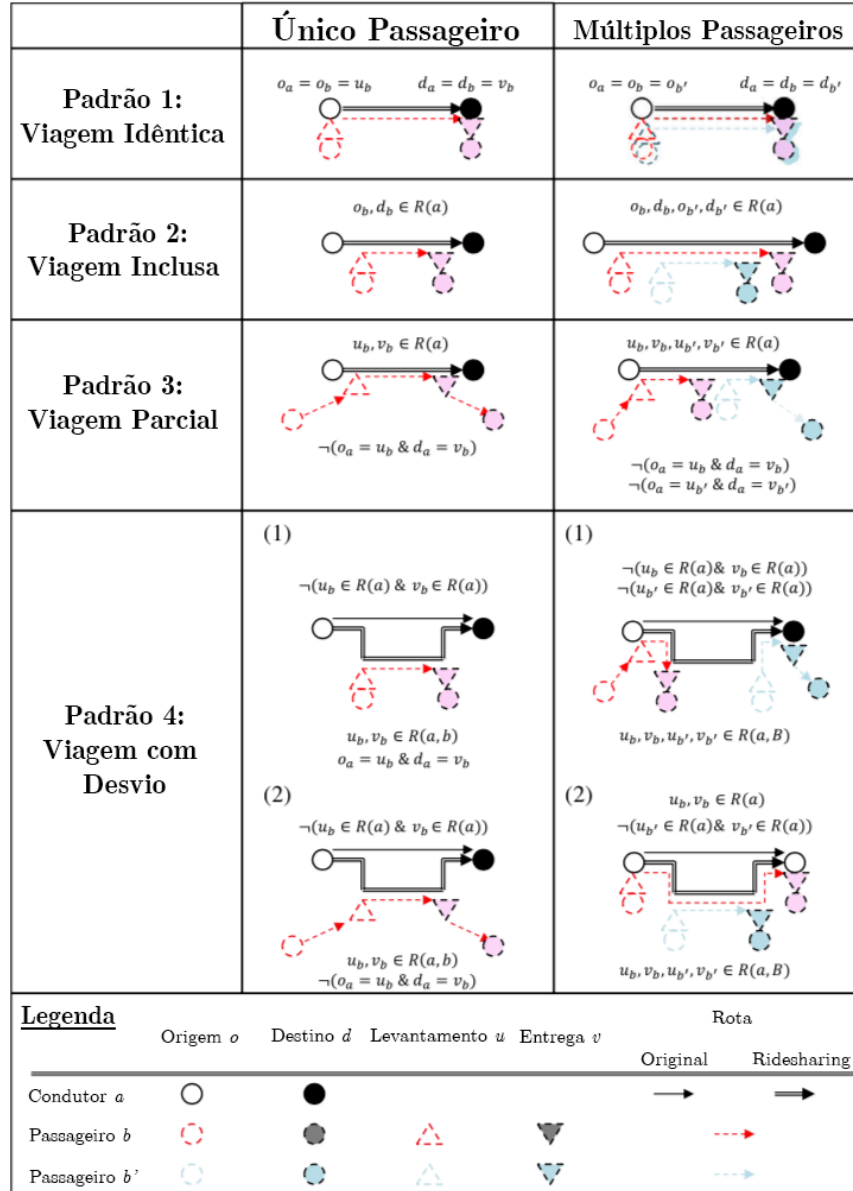 Único Passageiro
Múltiplos Passageiros
Padrão 1:
Viagem Idêntica
o_a = o_b = u_b d_a = d_b = v_b
o_a = o_b = o_b' d_a = d_b = d_b'
Padrão 2:
Viagem Inclusa
o_b, d_b ∈ R(a)
o_b, d_b, o_b', d_b' ∈ R(a)
Padrão 3:
Viagem Parcial
u_b, v_b ∈ R(a)
¬(o_a = u_b & d_a = v_b)
u_b, v_b, u_b', v_b' ∈ R(a)
¬(o_a = u_b & d_a = v_b)
¬(o_a = u_b' & d_a = v_b')
Padrão 4:
Viagem com
Desvio
(1)
¬(u_b ∈ R(a) & v_b ∈ R(a))
u_b, v_b ∈ R(a, b)
o_a = u_b & d_a = v_b
(2)
¬(u_b ∈ R(a) & v_b ∈ R(a))
u_b, v_b ∈ R(a, b)
¬(o_a = u_b & d_a = v_b)
(1)
¬(u_b ∈ R(a)& v_b ∈ R(a))
¬(u_b' ∈ R(a)& v_b' ∈ R(a))
u_b, v_b, u_b', v_b' ∈ R(a, B)
(2)
u_b, v_b ∈ R(a)
¬(u_b' ∈ R(a)& v_b' ∈ R(a))
u_b, v_b, u_b', v_b' ∈ R(a, B)
Legenda
Origem o Destino d Levantamento u Entrega v
Rota
Original Ridesharing
Condutor a
Passageiro b
Passageiro b'